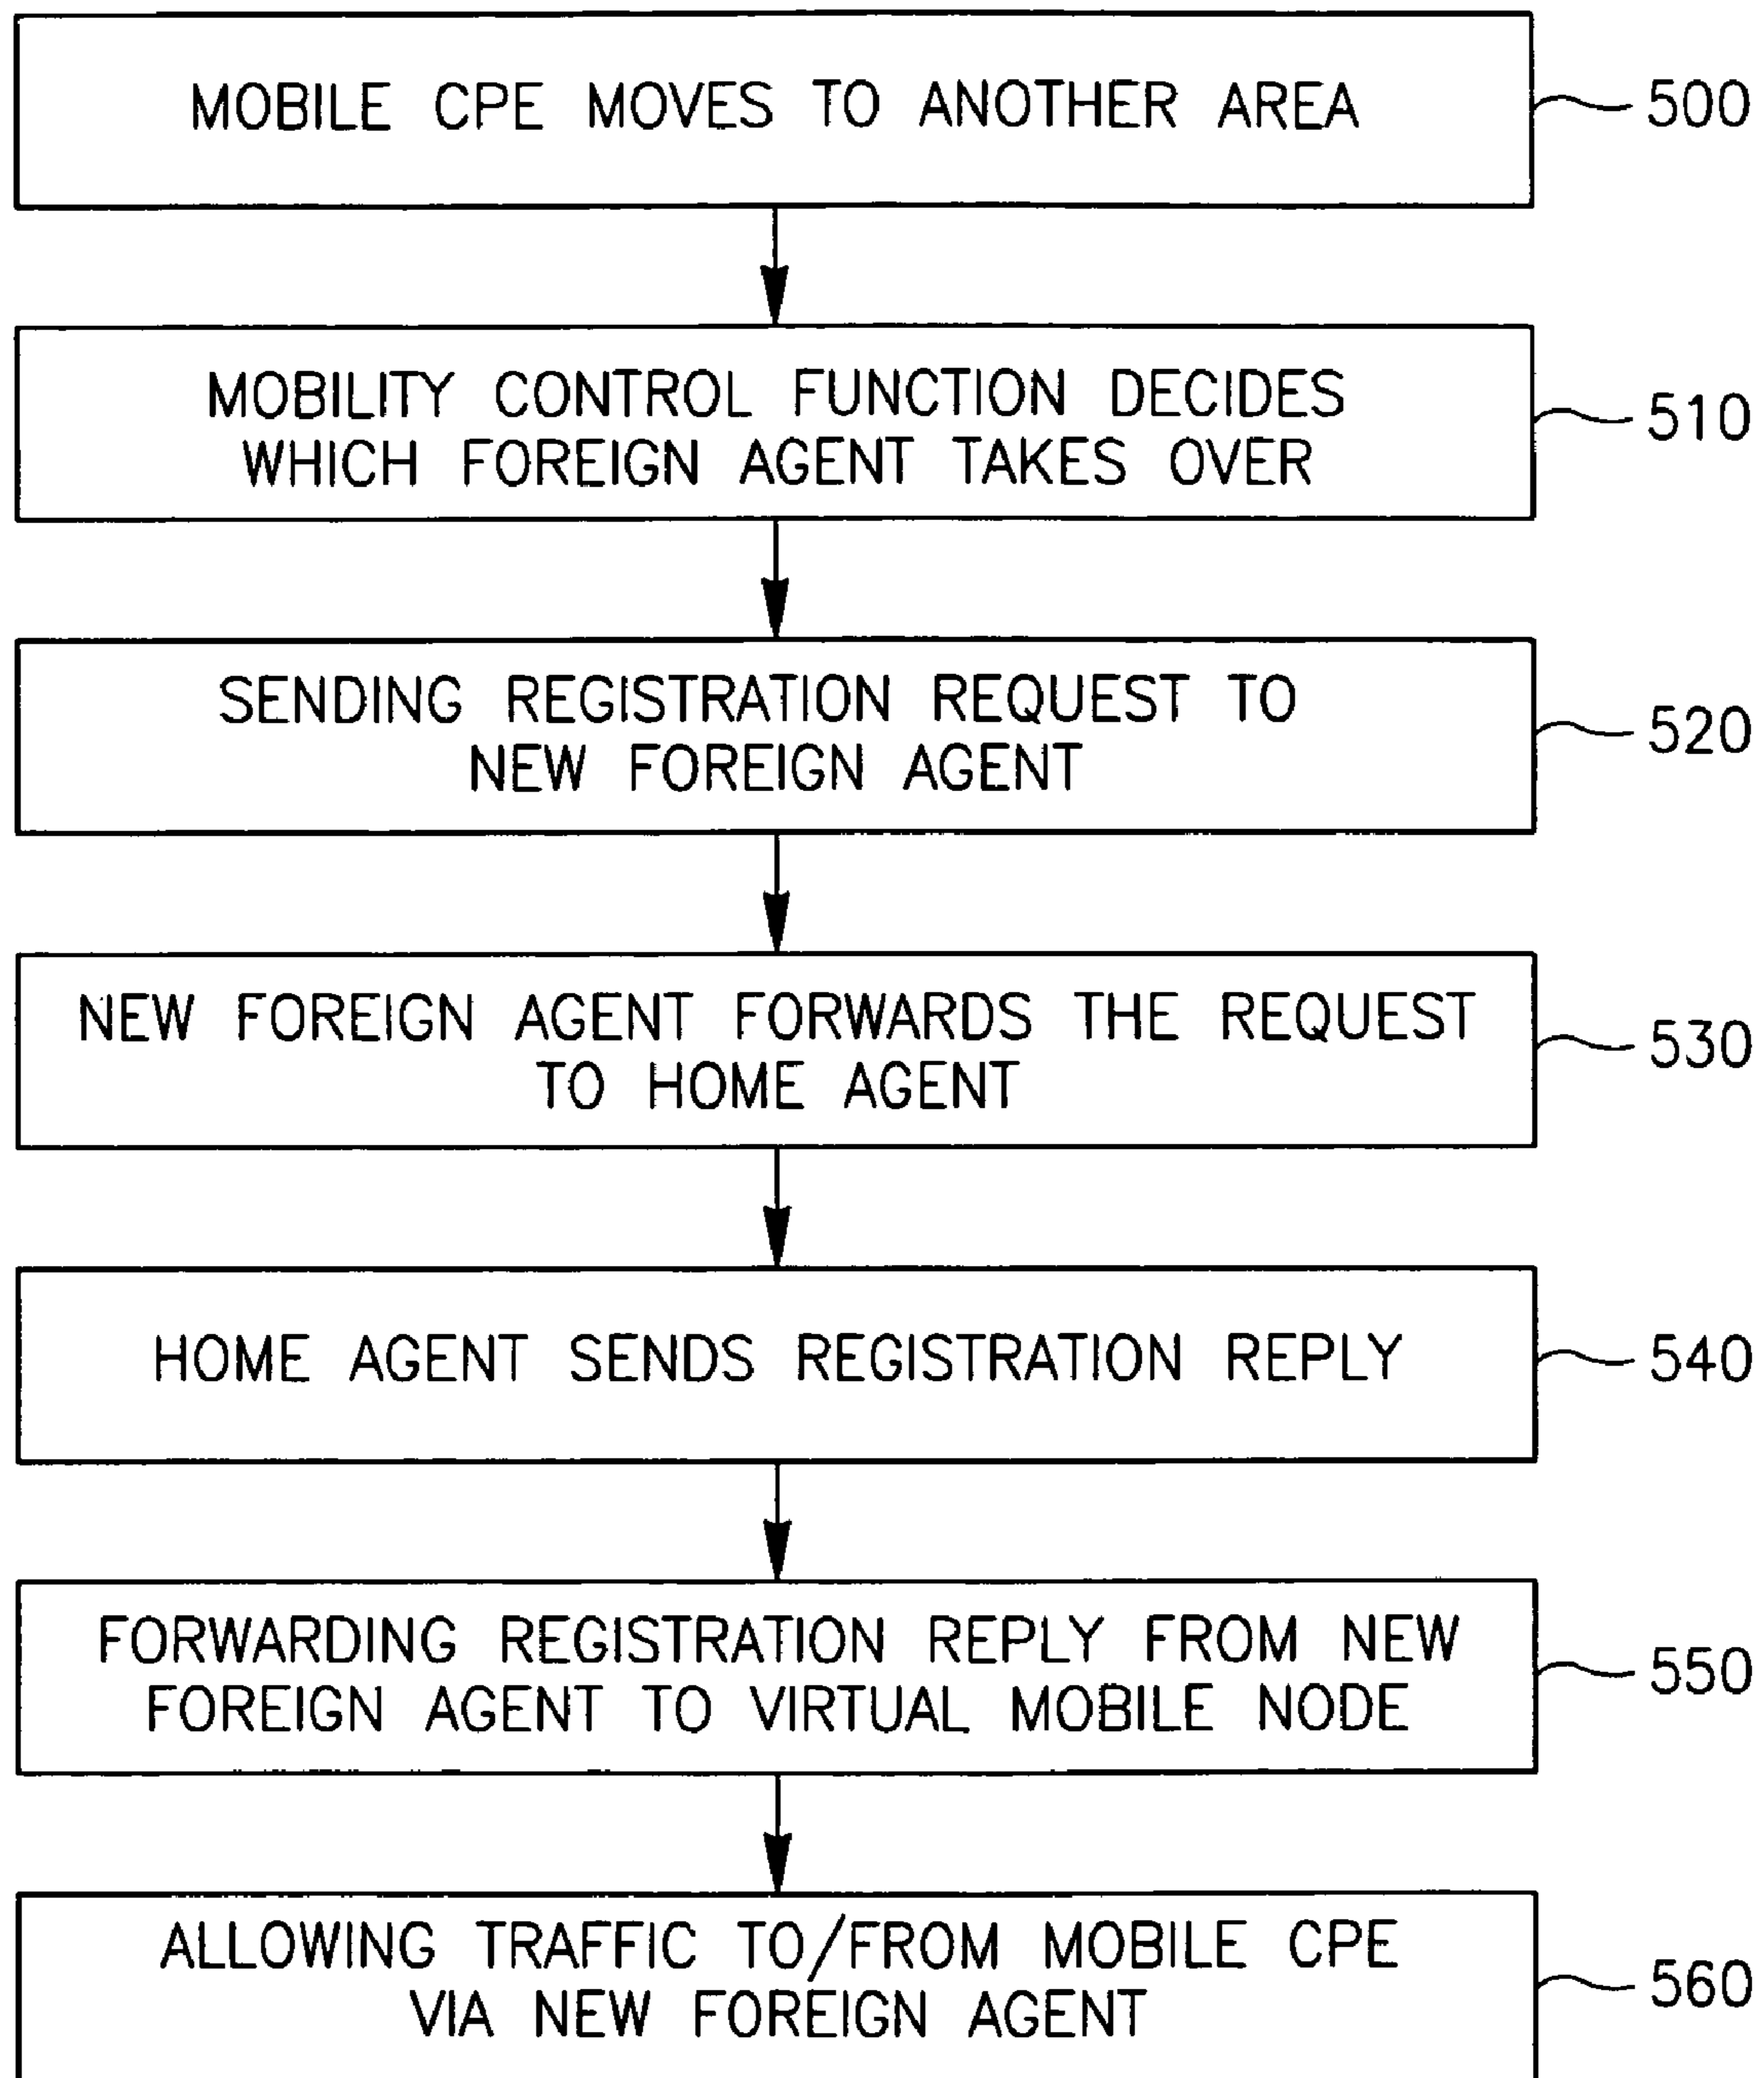 MOBILE CPE MOVES TO ANOTHER AREA
500
MOBILITY CONTROL FUNCTION DECIDES
WHICH FOREIGN AGENT TAKES OVER
510
SENDING REGISTRATION REQUEST TO
NEW FOREIGN AGENT
520
NEW FOREIGN AGENT FORWARDS THE REQUEST
TO HOME AGENT
530
HOME AGENT SENDS REGISTRATION REPLY
540
FORWARDING REGISTRATION REPLY FROM NEW
FOREIGN AGENT TO VIRTUAL MOBILE NODE
550
ALLOWING TRAFFIC TO/FROM MOBILE CPE
VIA NEW FOREIGN AGENT
560